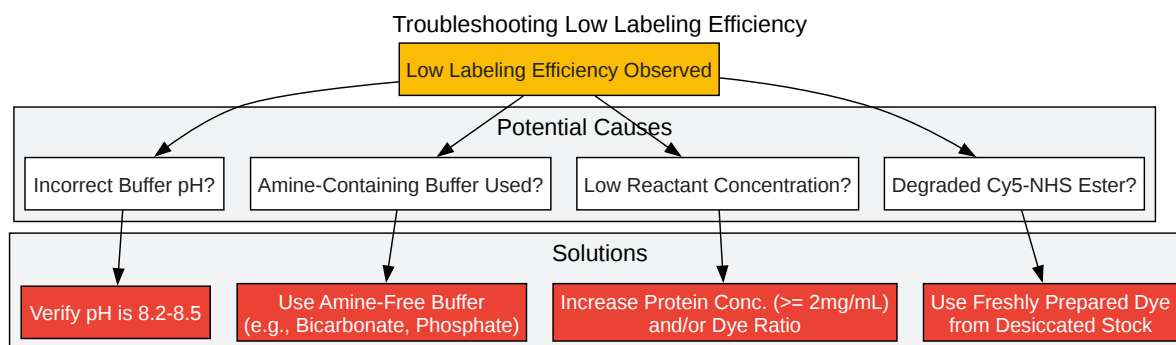 Troubleshooting Low Labeling Efficiency
Low Labeling Efficiency Observed
Potential Causes
Incorrect Buffer pH?
Amine-Containing Buffer Used?
Low Reactant Concentration?
Degraded Cy5-NHS Ester?
Solutions
Verify pH is 8.2-8.5
Use Amine-Free Buffer
(e.g., Bicarbonate, Phosphate)
Increase Protein Conc. (>= 2mg/mL)
and/or Dye Ratio
Use Freshly Prepared Dye
from Desiccated Stock